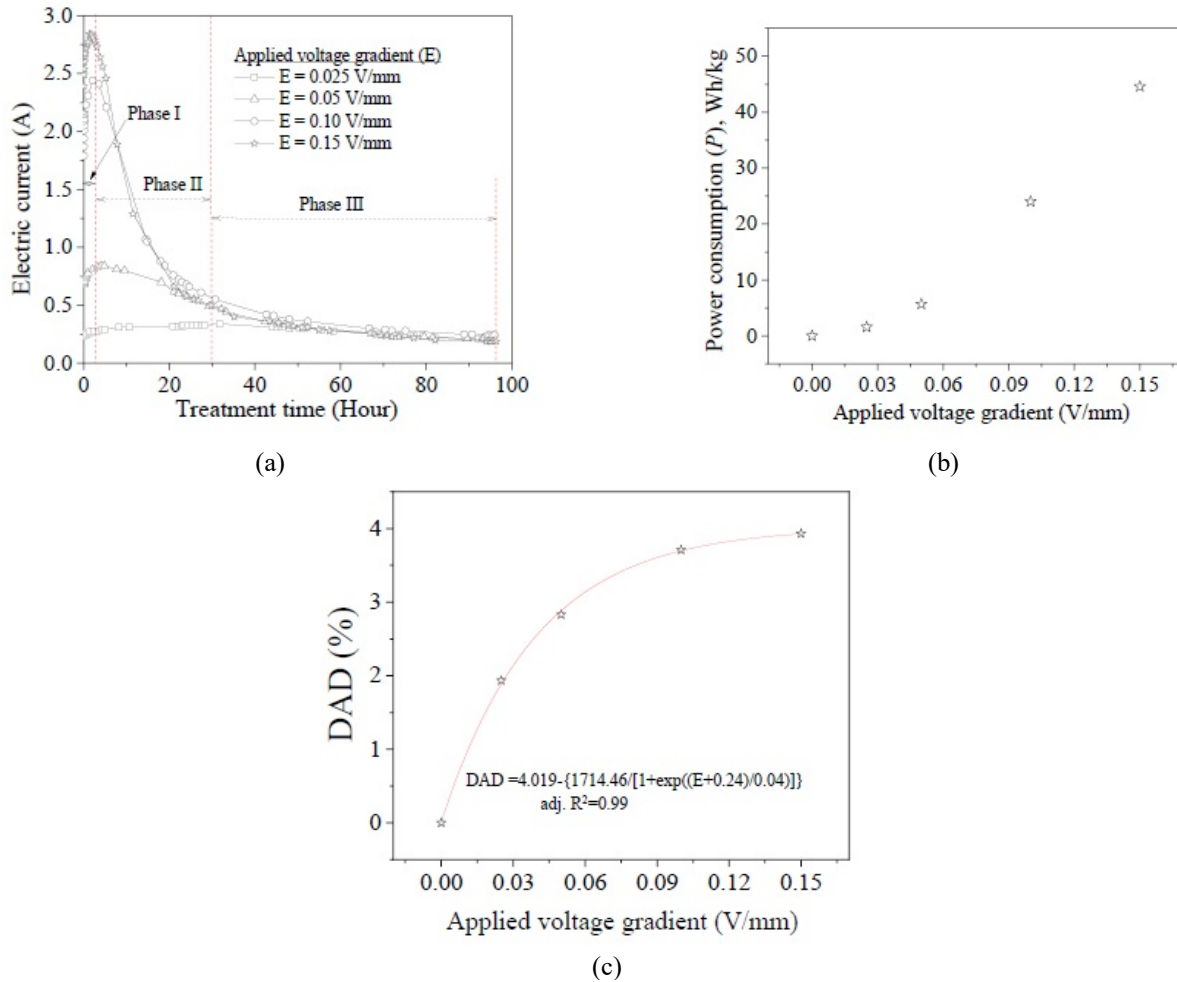 3.0
2.5
2.0
1.5
1.0
0.5
0.0
Electric current (A)
Applied voltage gradient (E)
E = 0.025 V/mm
E = 0.05 V/mm
E = 0.10 V/mm
E = 0.15 V/mm
Phase I
Phase II
Phase III
0 20 40 60 80 100
Treatment time (Hour)
(a)
50
40
30
20
10
0
Power consumption (P), Wh/kg
0.00 0.03 0.06 0.09 0.12 0.15
Applied voltage gradient (V/mm)
(b)
4
3
2
1
0
DAD (%)
DAD =4.019-{1714.46/[1+exp((E+0.24)/0.04)]}
adj. R²=0.99
0.00 0.03 0.06 0.09 0.12 0.15
Applied voltage gradient (V/mm)
(c)